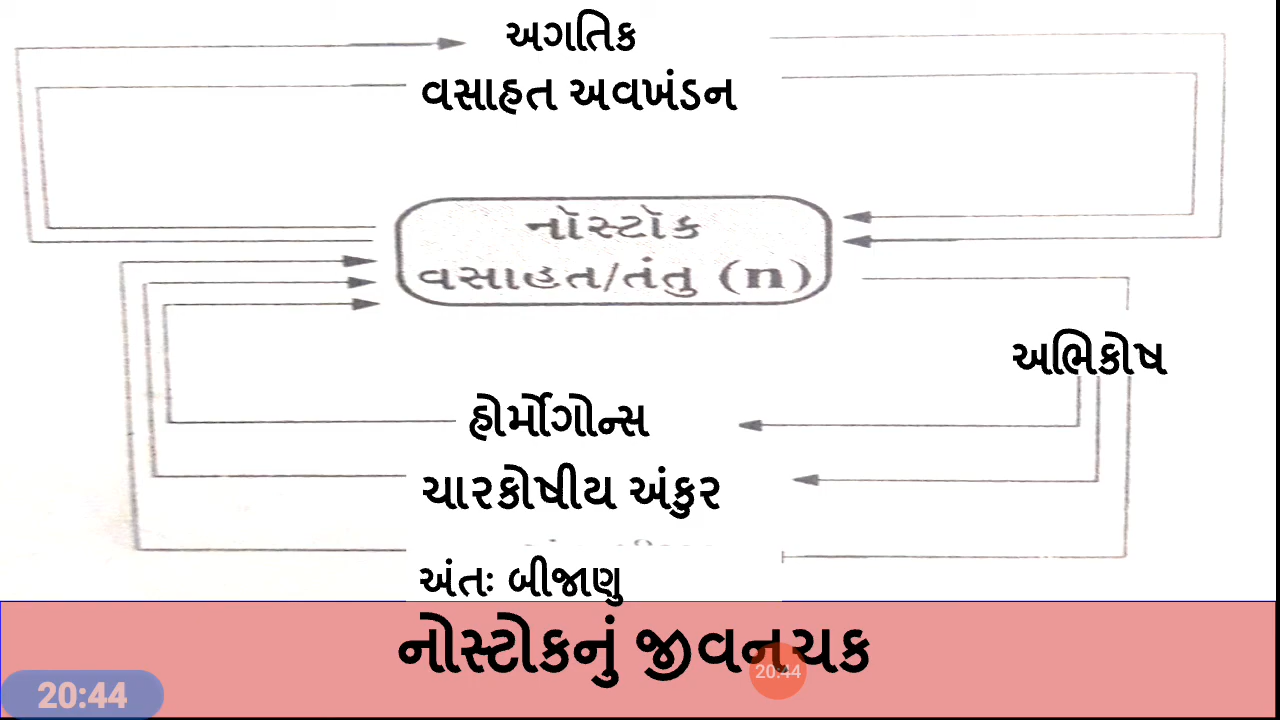 અગતિક
વસાહત અવખંડન
નૉસ્ટૉક
વસાહત/તંતુ (n)
અભિકોષ
હોર્મોગોન્સ
ચારકોષીય અંકુર
અંતઃ બીજાણુ
નોસ્ટોકનું જીવનચક
20:44
20:44